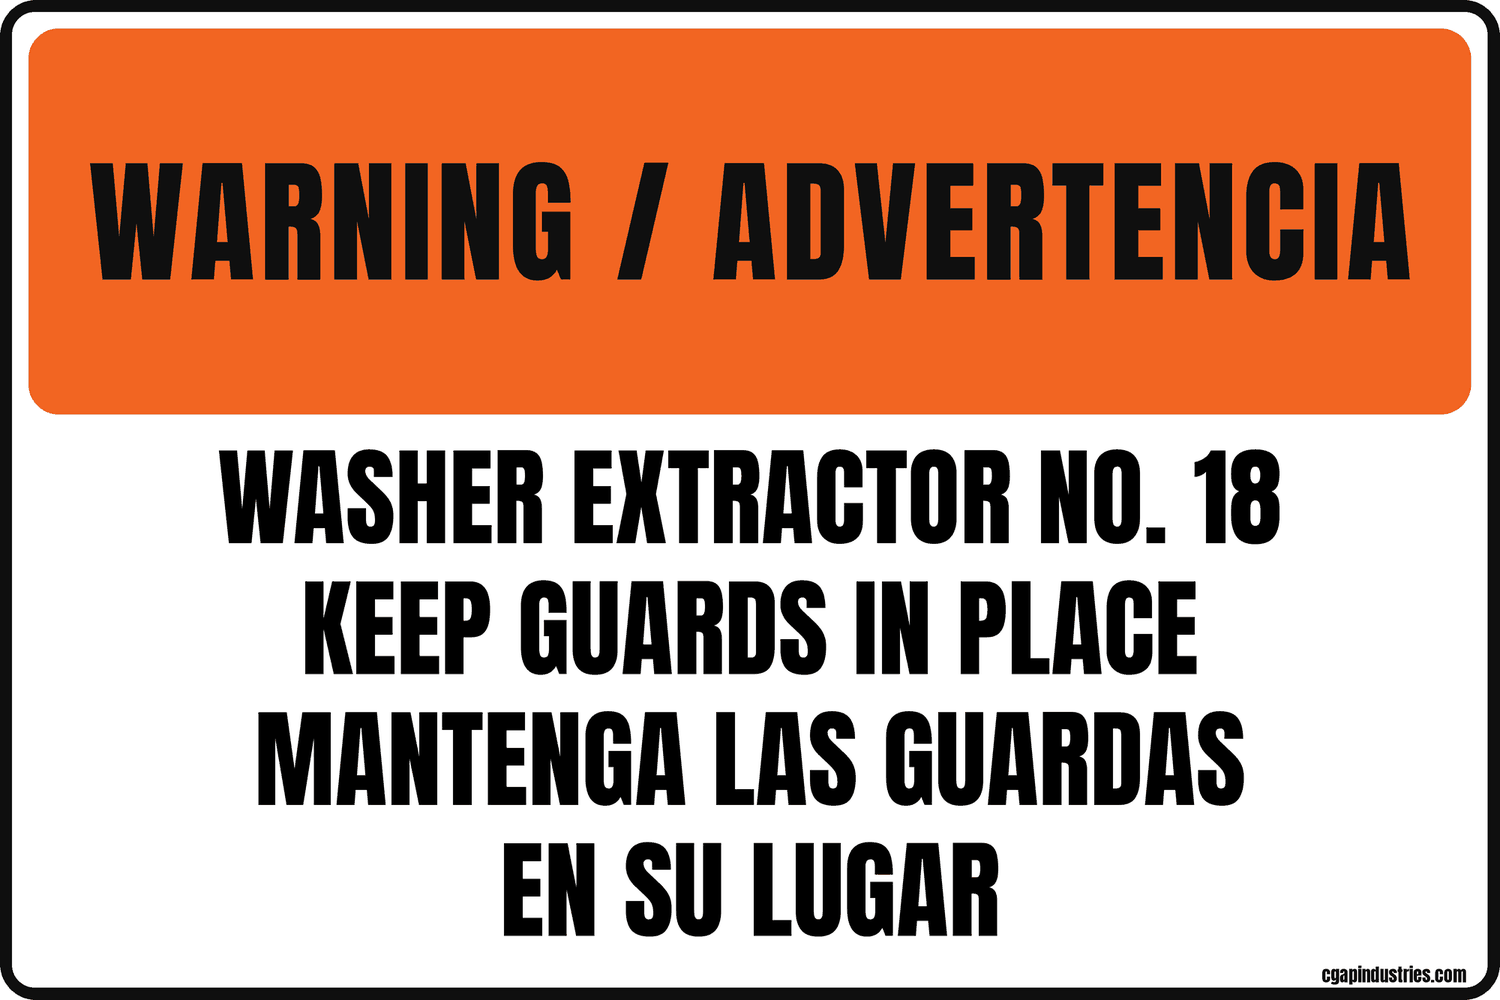 WARNING / ADVERTENCIA
WASHER EXTRACTOR NO. 18
KEEP GUARDS IN PLACE
MANTENGA LAS GUARDAS
EN SU LUGAR
cgapindustries.com